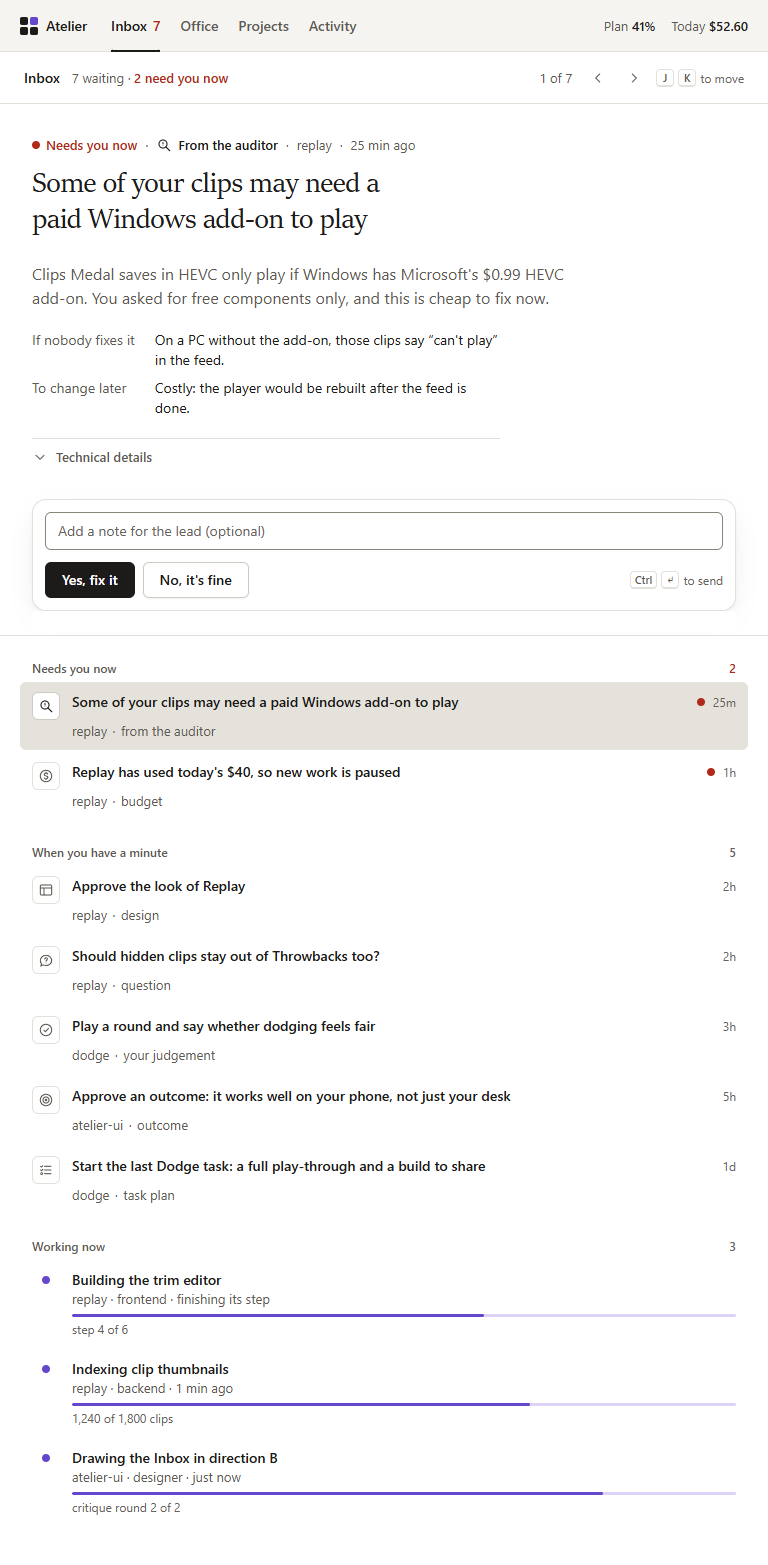 Atelier Inbox 7 Office Projects Activity Plan 41% Today $52.60
Inbox 7 waiting · 2 need you now 1 of 7 J K to move
Needs you now · From the auditor · replay · 25 min ago
Some of your clips may need a
paid Windows add-on to play
Clips Medal saves in HEVC only play if Windows has Microsoft's $0.99 HEVC
add-on. You asked for free components only, and this is cheap to fix now.
If nobody fixes it On a PC without the add-on, those clips say “can't play”
in the feed.
To change later Costly: the player would be rebuilt after the feed is
done.
Technical details
Add a note for the lead (optional)
Yes, fix it No, it's fine Ctrl ↵ to send
Needs you now 2
Some of your clips may need a paid Windows add-on to play 25m
replay · from the auditor
Replay has used today's $40, so new work is paused 1h
replay · budget
When you have a minute 5
Approve the look of Replay 2h
replay · design
Should hidden clips stay out of Throwbacks too? 2h
replay · question
Play a round and say whether dodging feels fair 3h
dodge · your judgement
Approve an outcome: it works well on your phone, not just your desk 5h
atelier-ui · outcome
Start the last Dodge task: a full play-through and a build to share 1d
dodge · task plan
Working now 3
Building the trim editor
replay · frontend · finishing its step
step 4 of 6
Indexing clip thumbnails
replay · backend · 1 min ago
1,240 of 1,800 clips
Drawing the Inbox in direction B
atelier-ui · designer · just now
critique round 2 of 2